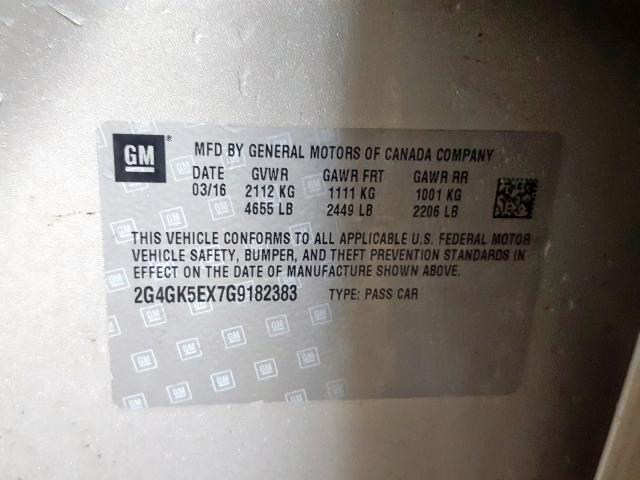 GM ®
MFD BY GENERAL MOTORS OF CANADA COMPANY
DATE GVWR GAWR FRT GAWR RR
03/16 2112 KG 1111 KG 1001 KG
4655 LB 2449 LB 2206 LB
THIS VEHICLE CONFORMS TO ALL APPLICABLE U.S. FEDERAL MOTOR
VEHICLE SAFETY, BUMPER, AND THEFT PREVENTION STANDARDS IN
EFFECT ON THE DATE OF MANUFACTURE SHOWN ABOVE.
2G4GK5EX7G9182383 TYPE: PASS CAR